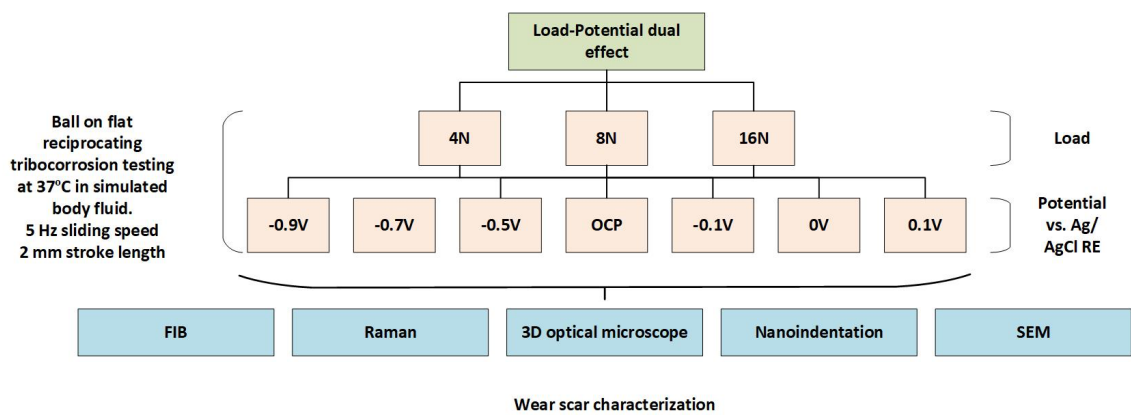 Load-Potential dual
effect
Ball on flat
reciprocating
tribocorrosion testing
at 37°C in simulated
body fluid.
5 Hz sliding speed
2 mm stroke length
4N
8N
16N
Load
-0.9V
-0.7V
-0.5V
OCP
-0.1V
0V
0.1V
Potential
vs. Ag/
AgCl RE
FIB
Raman
3D optical microscope
Nanoindentation
SEM
Wear scar characterization